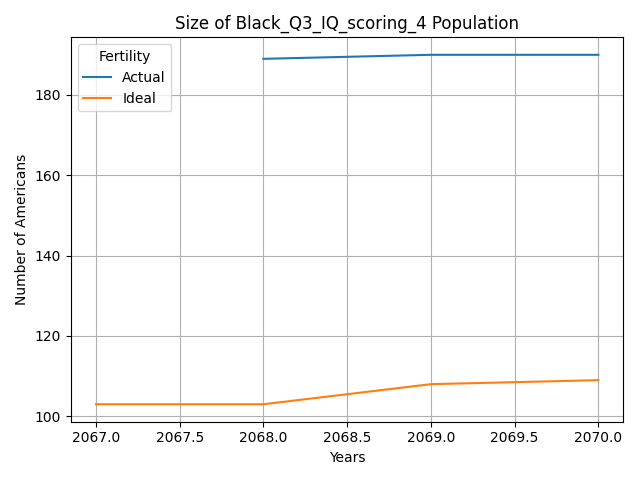 Size of Black_Q3_IQ_scoring_4 Population
Fertility
Actual
Ideal
Number of Americans
180
160
140
120
100
2067.0 2067.5 2068.0 2068.5 2069.0 2069.5 2070.0
Years